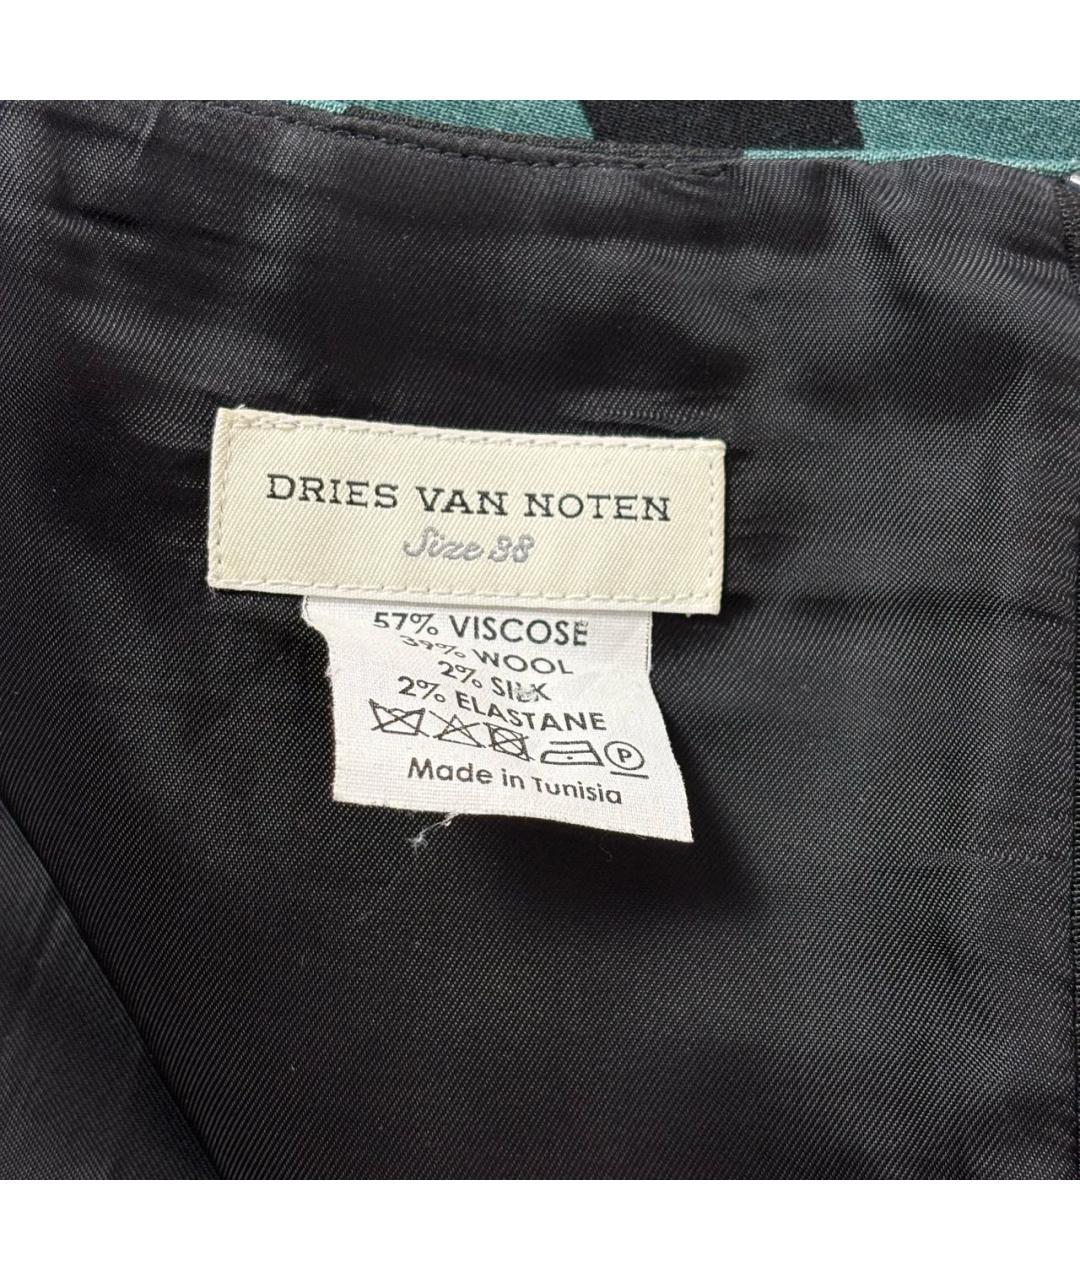 DRIES VAN NOTEN
Size 38
57% VISCOSE
39% WOOL
2% SILK
2% ELASTANE
P
Made in Tunisia